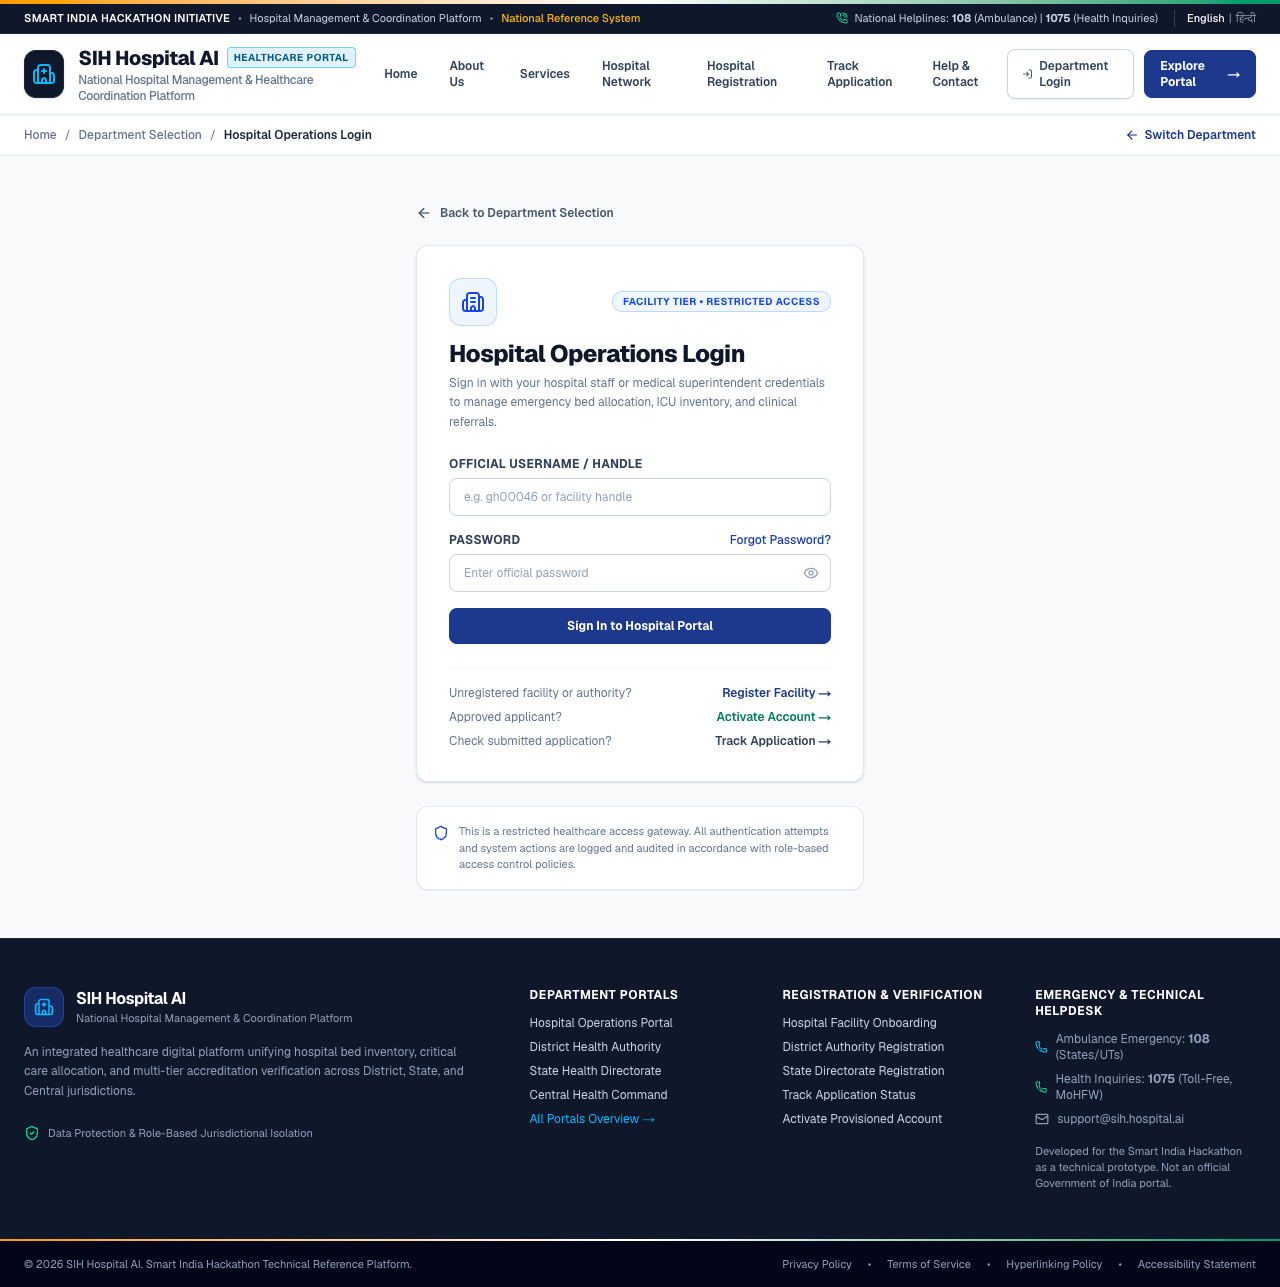 SMART INDIA HACKATHON INITIATIVE • Hospital Management & Coordination Platform • National Reference System
National Helplines: 108 (Ambulance) | 1075 (Health Inquiries)
English | हिन्दी
SIH Hospital AI HEALTHCARE PORTAL
National Hospital Management & Healthcare
Coordination Platform
Home
About
Us
Services
Hospital
Network
Hospital
Registration
Track
Application
Help &
Contact
Department
Login
Explore
Portal →
Home / Department Selection / Hospital Operations Login
← Switch Department
← Back to Department Selection
FACILITY TIER • RESTRICTED ACCESS
Hospital Operations Login
Sign in with your hospital staff or medical superintendent credentials
to manage emergency bed allocation, ICU inventory, and clinical
referrals.
OFFICIAL USERNAME / HANDLE
e.g. gh00046 or facility handle
PASSWORD Forgot Password?
Enter official password
Sign In to Hospital Portal
Unregistered facility or authority? Register Facility →
Approved applicant? Activate Account →
Check submitted application? Track Application →
This is a restricted healthcare access gateway. All authentication attempts
and system actions are logged and audited in accordance with role-based
access control policies.
SIH Hospital AI
National Hospital Management & Coordination Platform
An integrated healthcare digital platform unifying hospital bed inventory, critical
care allocation, and multi-tier accreditation verification across District, State, and
Central jurisdictions.
Data Protection & Role-Based Jurisdictional Isolation
DEPARTMENT PORTALS
Hospital Operations Portal
District Health Authority
State Health Directorate
Central Health Command
All Portals Overview →
REGISTRATION & VERIFICATION
Hospital Facility Onboarding
District Authority Registration
State Directorate Registration
Track Application Status
Activate Provisioned Account
EMERGENCY & TECHNICAL
HELPDESK
Ambulance Emergency: 108
(States/UTs)
Health Inquiries: 1075 (Toll-Free,
MoHFW)
support@sih.hospital.ai
Developed for the Smart India Hackathon
as a technical prototype. Not an official
Government of India portal.
© 2026 SIH Hospital AI. Smart India Hackathon Technical Reference Platform.
Privacy Policy • Terms of Service • Hyperlinking Policy • Accessibility Statement